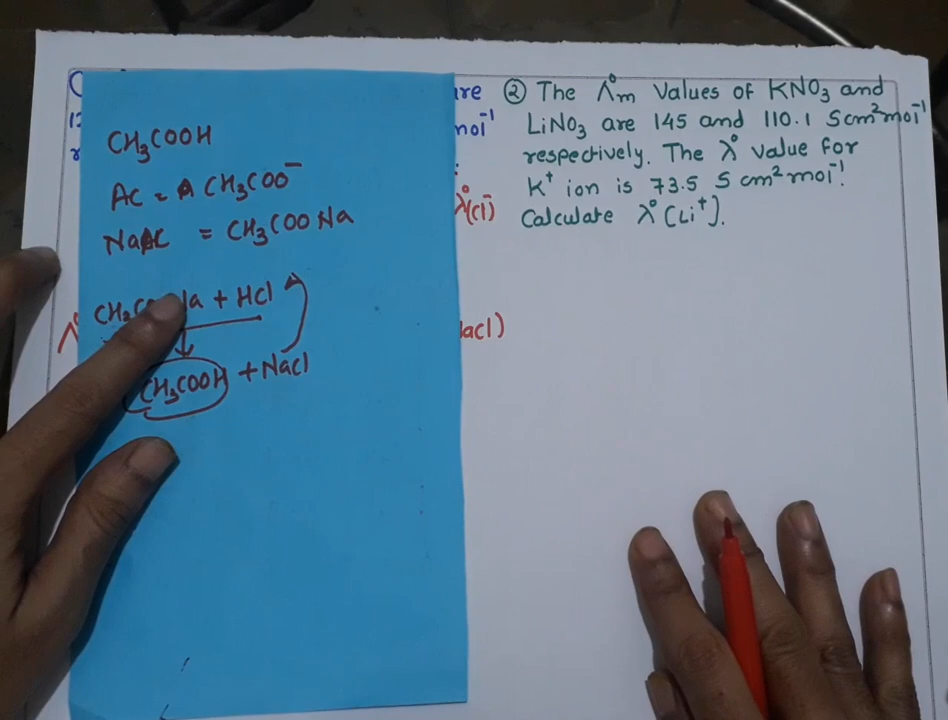 CH₃COOH
Ac = CH₃COO⁻
NaAC = CH₃COONa
+ HCl
CH₃COOH + NaCl
② The Λ°m Values of KNO₃ and
LiNO₃ are 145 and 110.1 S cm² mol⁻¹
respectively. The λ° value for
K⁺ ion is 73.5 S cm² mol⁻¹.
Calculate λ°(Li⁺).
mol⁻¹
λ°(Cl⁻)